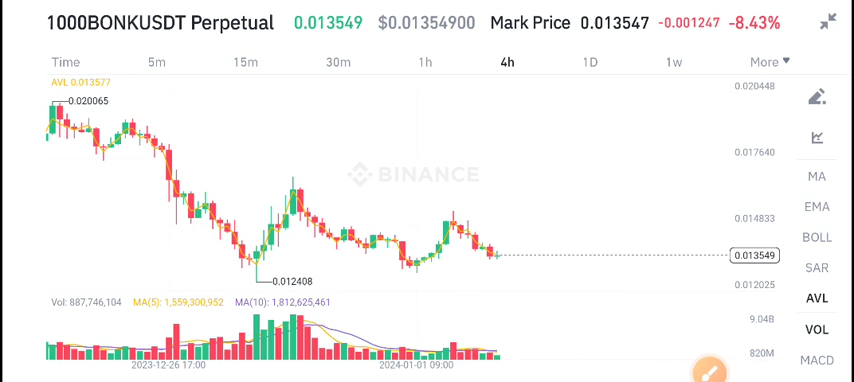 1000BONKUSDT Perpetual 0.013549 $0.01354900 Mark Price 0.013547 -0.001247 -8.43%
Time 5m 15m 30m 1h 4h 1D 1w More
AVL 0.013577
0.020448
0.020065
0.017640
BINANCE
MA
EMA
0.014833
BOLL
0.013549
SAR
0.012408
0.012025
AVL
Vol: 887,746,104 MA(5): 1,559,300,952 MA(10): 1,812,625,461
9.04B
VOL
820M
MACD
2023-12-26 17:00 2024-01-01 09:00